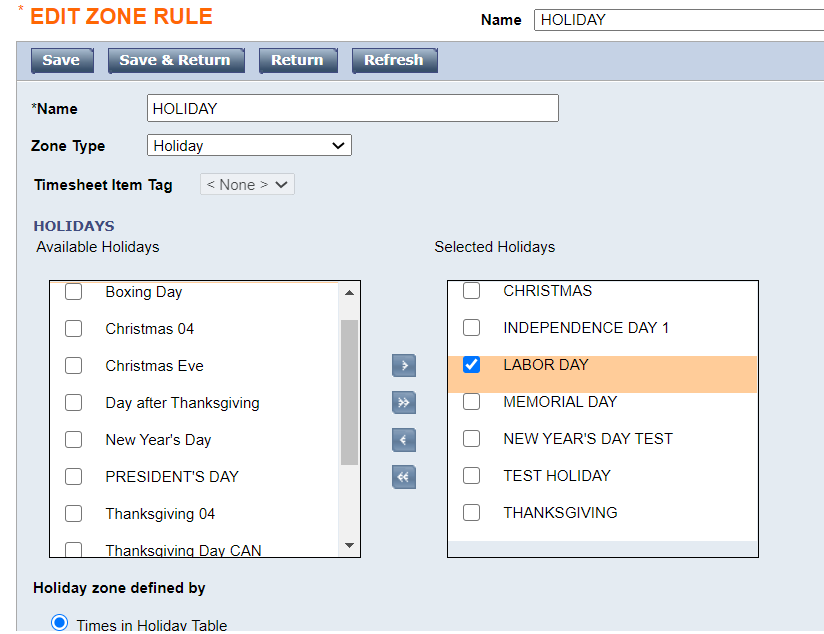 * EDIT ZONE RULE
Name HOLIDAY
Save Save & Return Return Refresh
*Name HOLIDAY
Zone Type Holiday
Timesheet Item Tag < None >
HOLIDAYS
Available Holidays
Boxing Day
Christmas 04
Christmas Eve
Day after Thanksgiving
New Year's Day
PRESIDENT'S DAY
Thanksgiving 04
Thanksgiving Day CAN
Selected Holidays
CHRISTMAS
INDEPENDENCE DAY 1
LABOR DAY
MEMORIAL DAY
NEW YEAR'S DAY TEST
TEST HOLIDAY
THANKSGIVING
Holiday zone defined by
Times in Holiday Table